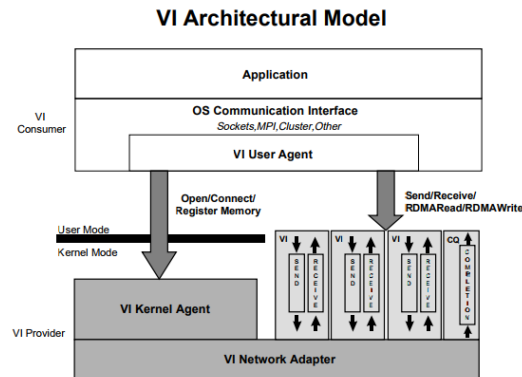 VI Architectural Model
Application
OS Communication Interface
Sockets,MPI,Cluster,Other
VI User Agent
VI
Consumer
Open/Connect/
Register Memory
Send/Receive/
RDMARead/RDMAWrite
User Mode
Kernel Mode
VI
SEND
RECEIVE
VI
SEND
RECEIVE
VI
SEND
RECEIVE
CQ
COMPLETION
VI Kernel Agent
VI Provider
VI Network Adapter